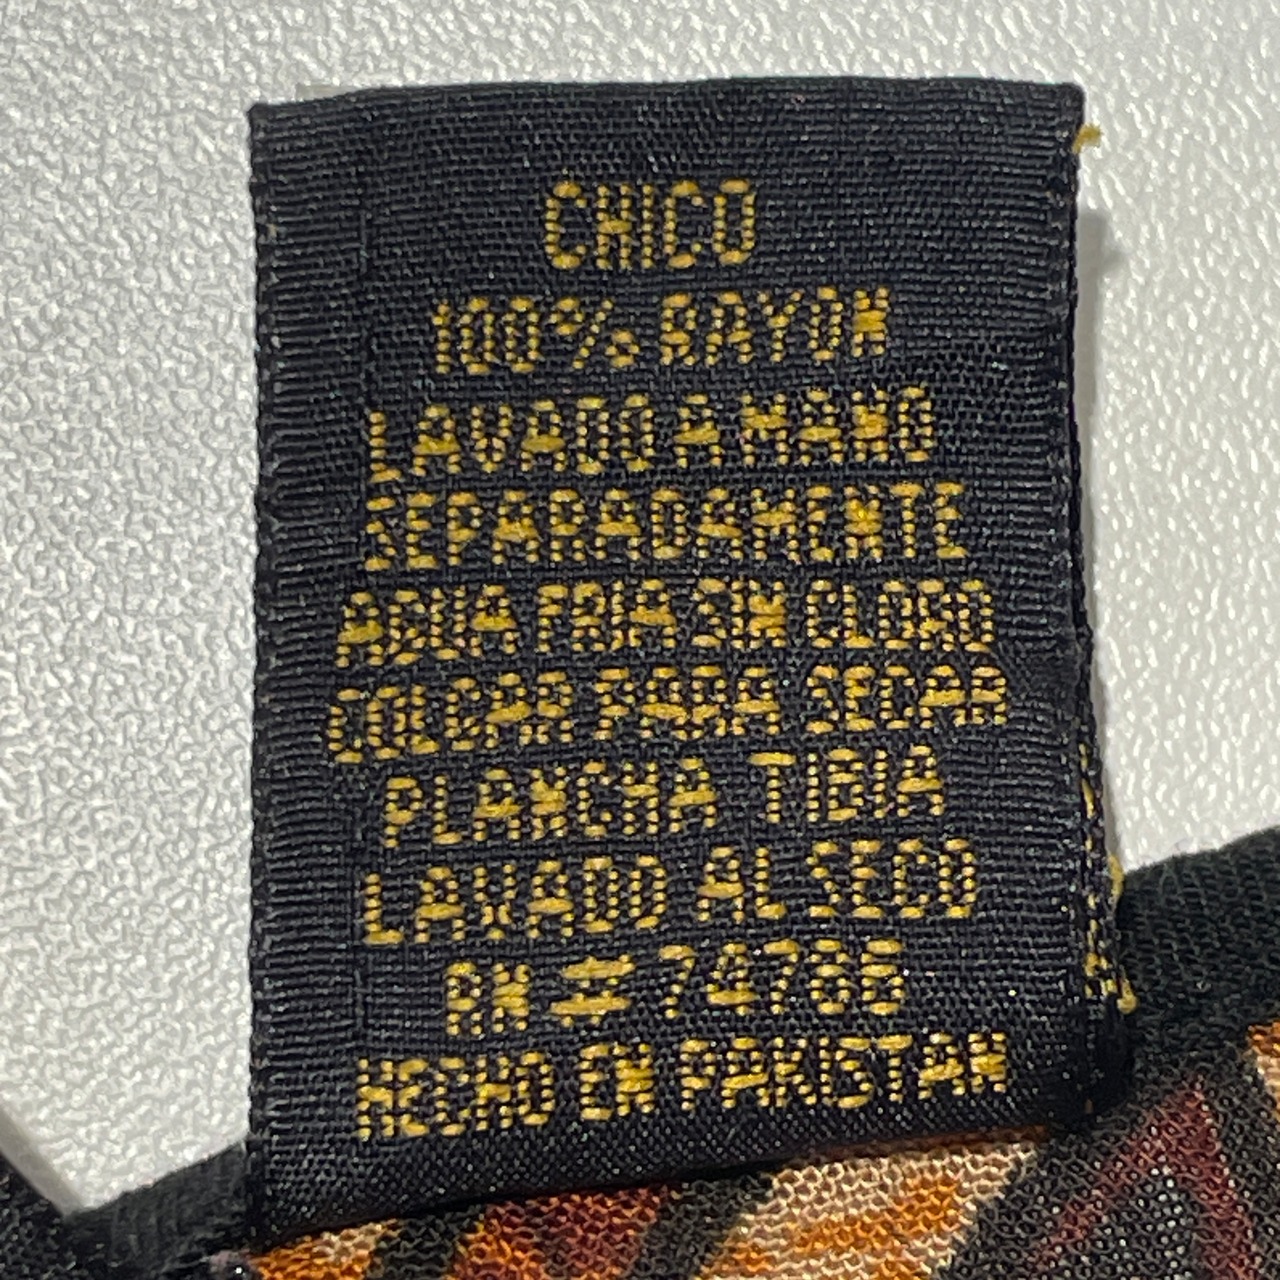 CHICO
100% RAYON
LAVADO A MANO
SEPARADAMENTE
AGUA FRIA SIN CLORO
COLGAR PARA SECAR
PLANCHA TIBIA
LAVADO AL SECO
RN # 74786
HECHO EN PAKISTAN